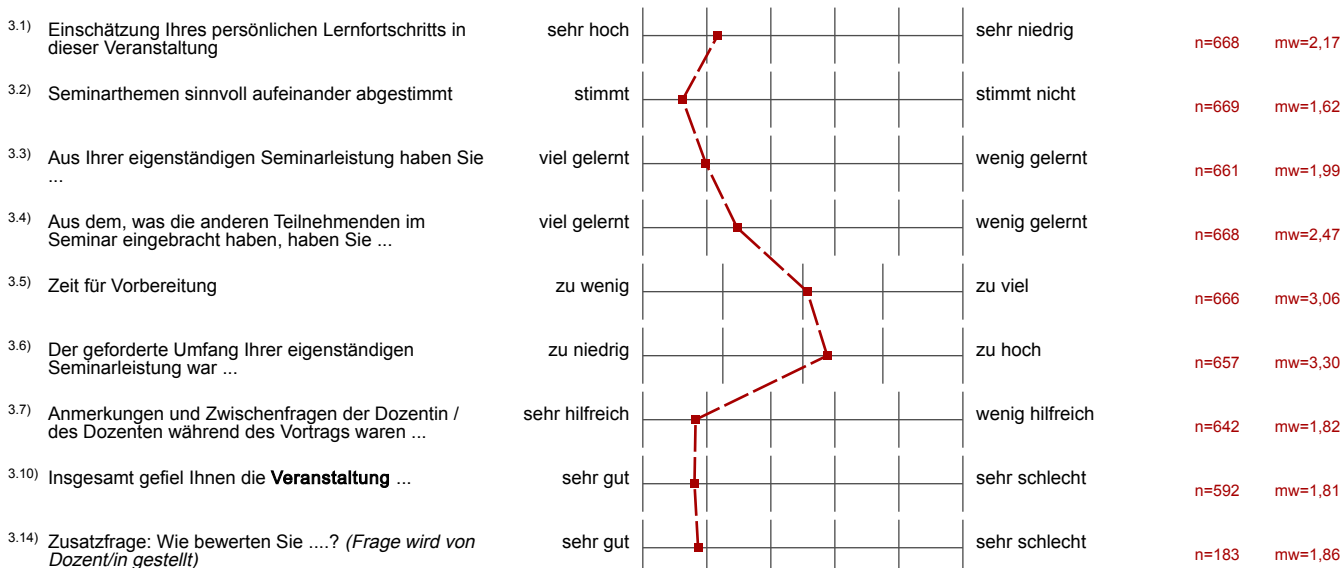 3.1) Einschätzung Ihres persönlichen Lernfortschritts in sehr hoch sehr niedrig n=668 mw=2,17
dieser Veranstaltung
3.2) Seminarthemen sinnvoll aufeinander abgestimmt stimmt stimmt nicht n=669 mw=1,62
3.3) Aus Ihrer eigenständigen Seminarleistung haben Sie viel gelernt wenig gelernt n=661 mw=1,99
...
3.4) Aus dem, was die anderen Teilnehmenden im viel gelernt wenig gelernt n=668 mw=2,47
Seminar eingebracht haben, haben Sie ...
3.5) Zeit für Vorbereitung zu wenig zu viel n=666 mw=3,06
3.6) Der geforderte Umfang Ihrer eigenständigen zu niedrig zu hoch n=657 mw=3,30
Seminarleistung war ...
3.7) Anmerkungen und Zwischenfragen der Dozentin / sehr hilfreich wenig hilfreich n=642 mw=1,82
des Dozenten während des Vortrags waren ...
3.10) Insgesamt gefiel Ihnen die Veranstaltung ... sehr gut sehr schlecht n=592 mw=1,81
3.14) Zusatzfrage: Wie bewerten Sie ....? (Frage wird von sehr gut sehr schlecht n=183 mw=1,86
Dozent/in gestellt)